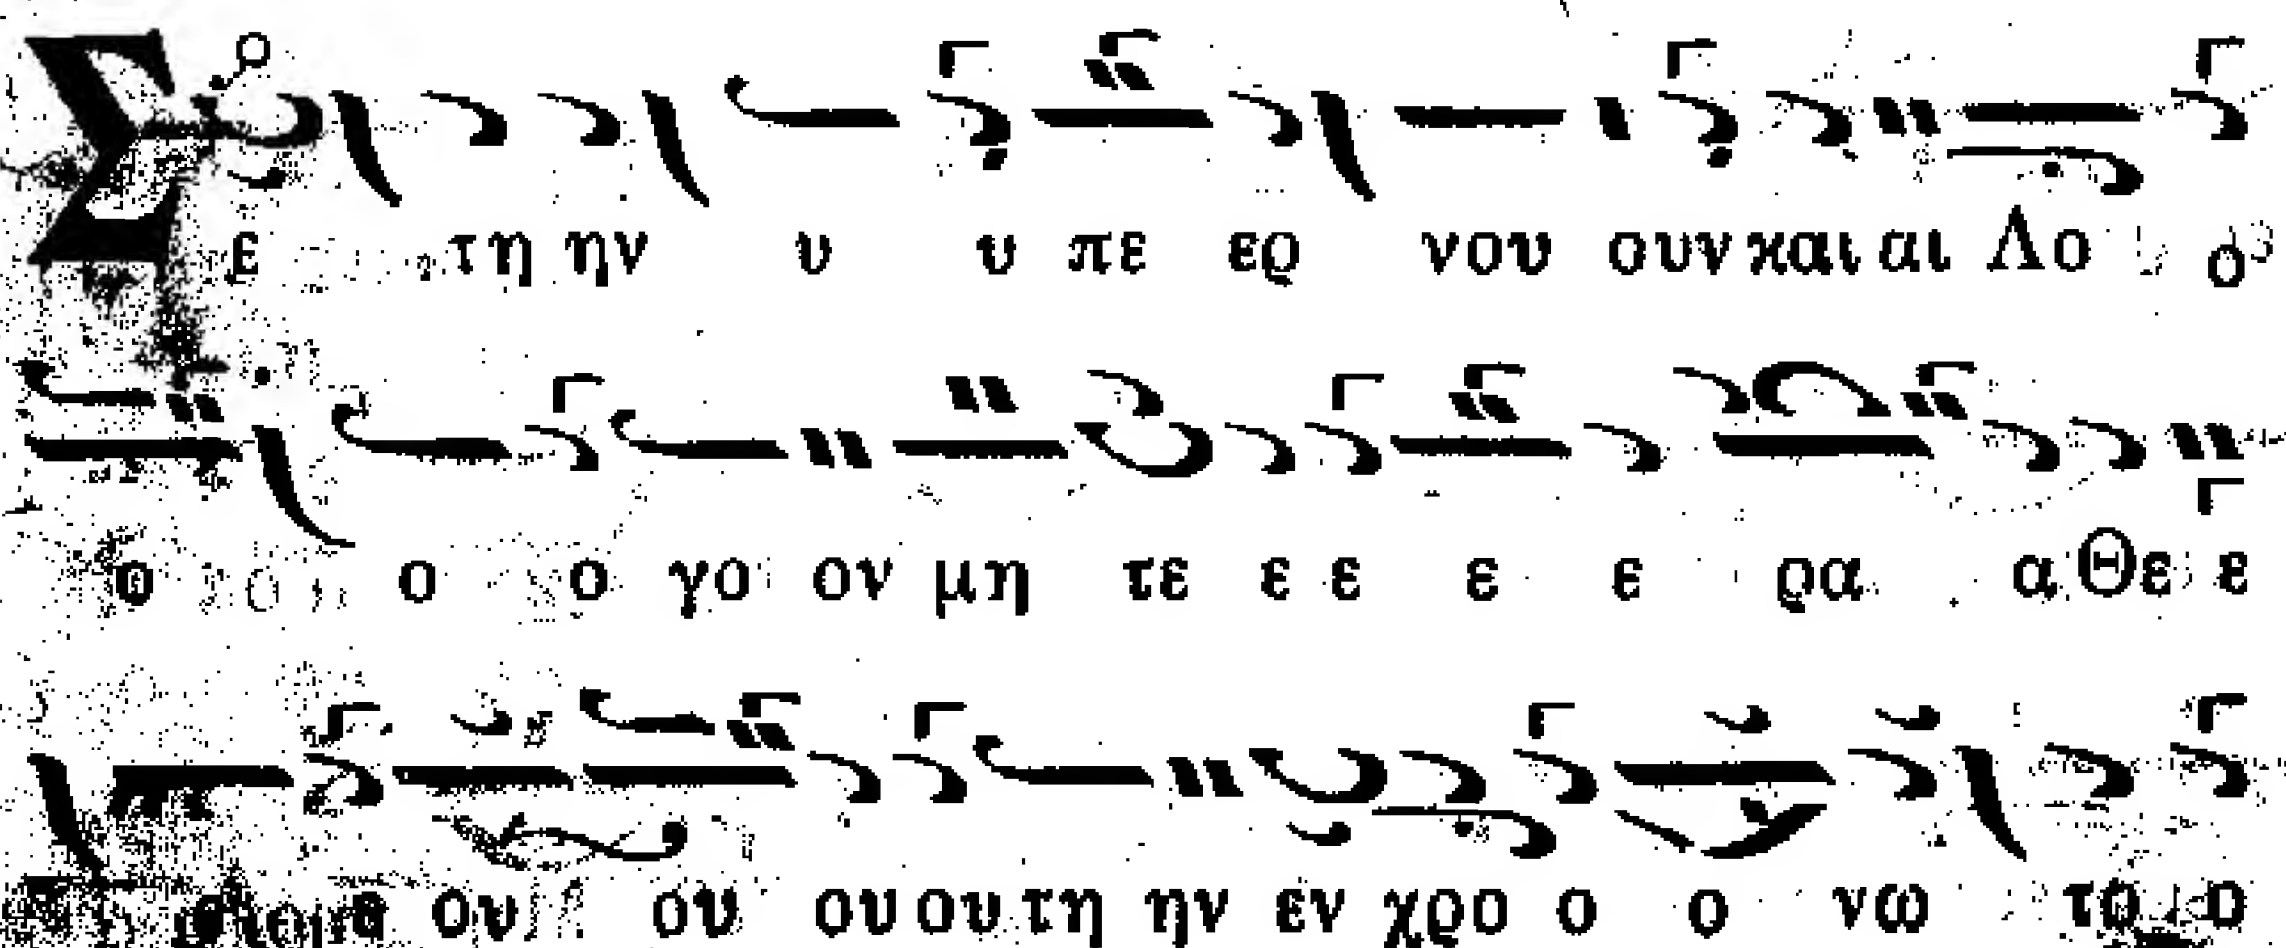 Σε τη ην υ υ πε ερ νου ουν και αι Λο ο
ο ο ο γο ον μη τε ε ε ε ε ρα α Θε ε
ου ου ου ου τη ην εν χρο ο ο νω το ο